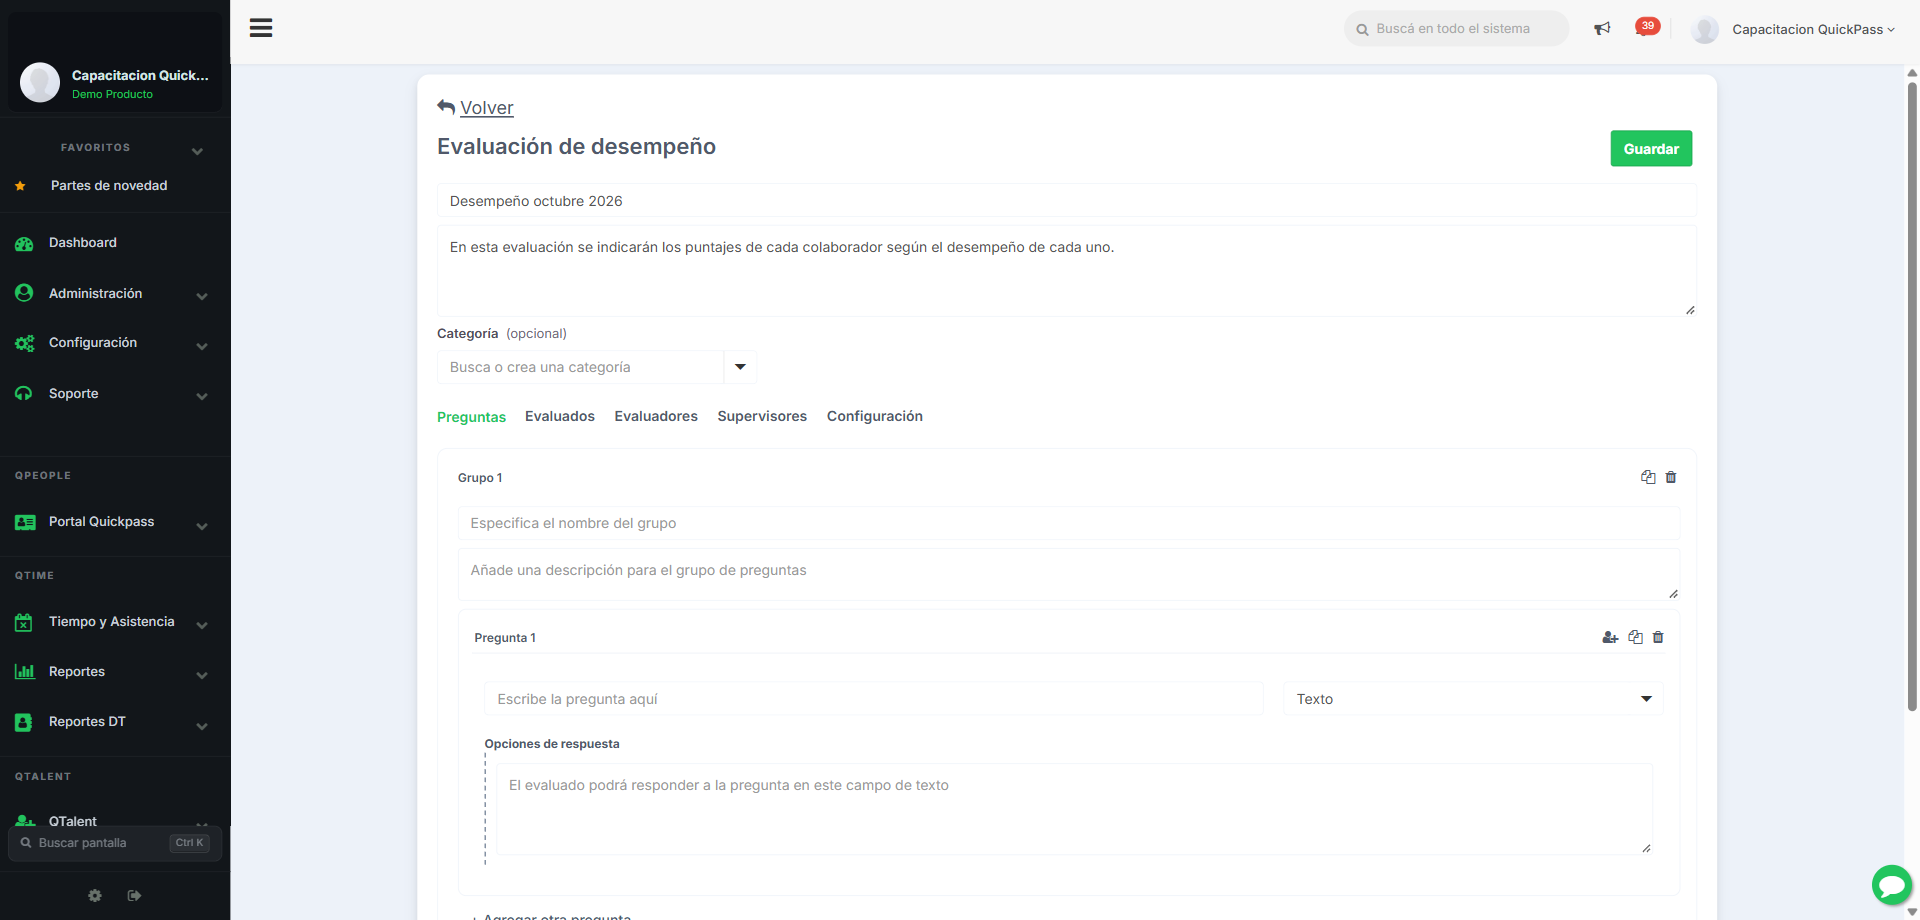 Capacitacion Quick...
Demo Producto
FAVORITOS
Partes de novedad
Dashboard
Administración
Configuración
Soporte
QPEOPLE
Portal Quickpass
QTIME
Tiempo y Asistencia
Reportes
Reportes DT
QTALENT
QTalent
Buscar pantalla
Ctrl K
Buscá en todo el sistema
39
Capacitacion QuickPass
Volver
Evaluación de desempeño
Guardar
Desempeño octubre 2026
En esta evaluación se indicarán los puntajes de cada colaborador según el desempeño de cada uno.
Categoría (opcional)
Busca o crea una categoría
Preguntas Evaluados Evaluadores Supervisores Configuración
Grupo 1
Especifica el nombre del grupo
Añade una descripción para el grupo de preguntas
Pregunta 1
Escribe la pregunta aquí
Texto
Opciones de respuesta
El evaluado podrá responder a la pregunta en este campo de texto
+ Agregar otra pregunta